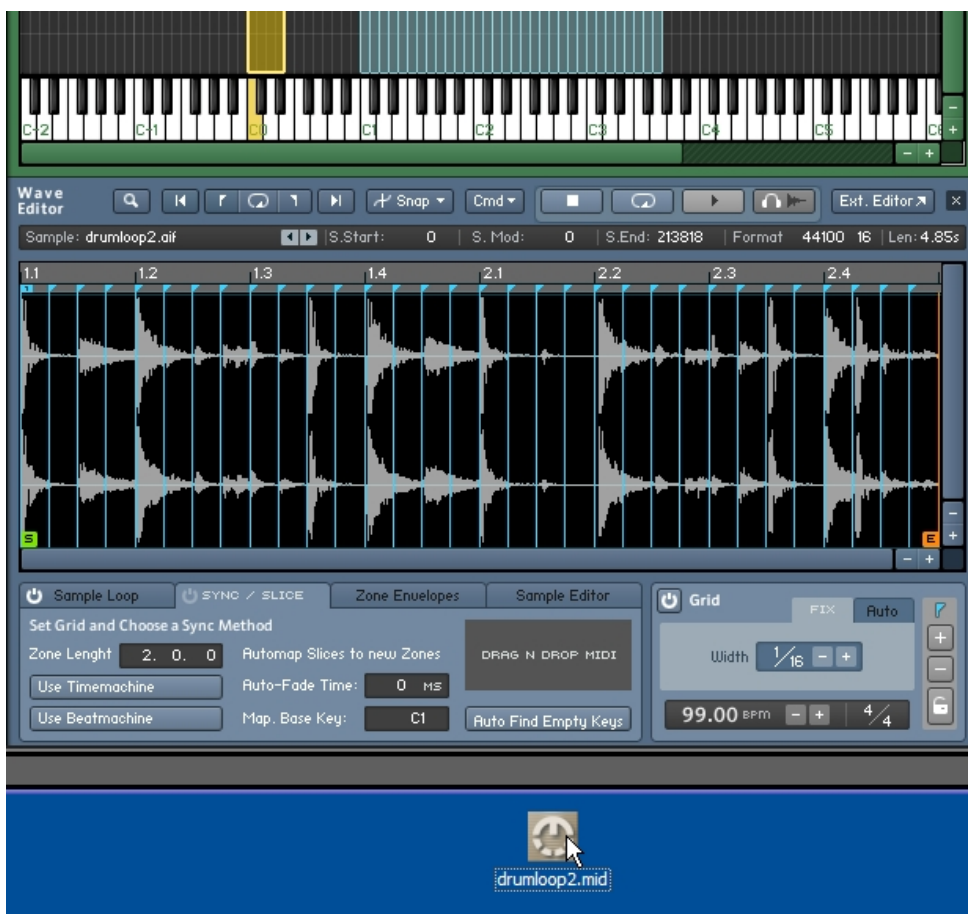 C-2 C-1 C0 C1 C2 C3 C4 C5 C6
Wave Editor Snap Cmd Ext. Editor
Sample: drumloop2.aif S.Start: 0 S. Mod: 0 S.End: 213818 Format 44100 16 Len: 4.85s
1.1 1.2 1.3 1.4 2.1 2.2 2.3 2.4
S E
Sample Loop SYNC / SLICE Zone Envelopes Sample Editor Grid FIX Auto
Set Grid and Choose a Sync Method
Zone Lenght 2. 0. 0 Automap Slices to new Zones DRAG N DROP MIDI Width 1/16 - +
Use Timemachine Auto-Fade Time: 0 MS
Use Beatmachine Map. Base Key: C1 Auto Find Empty Keys 99.00 BPM - + 4/4
drumloop2.mid